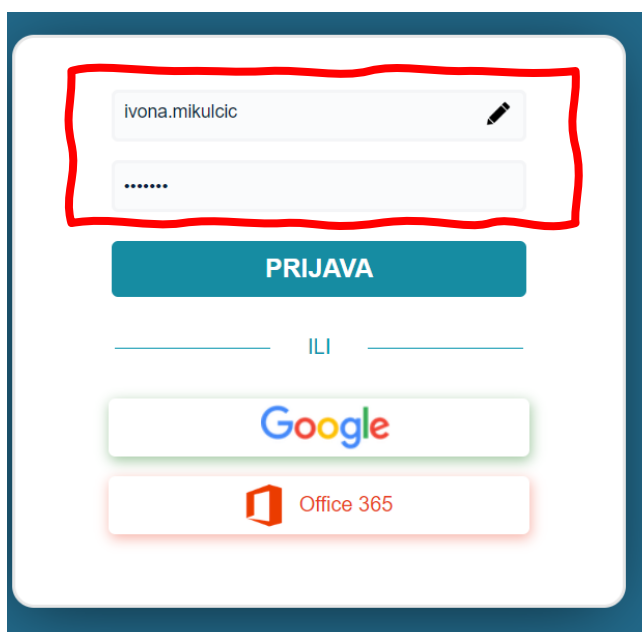 ivona.mikulcic
•••••••
PRIJAVA
ILI
Google
Office 365